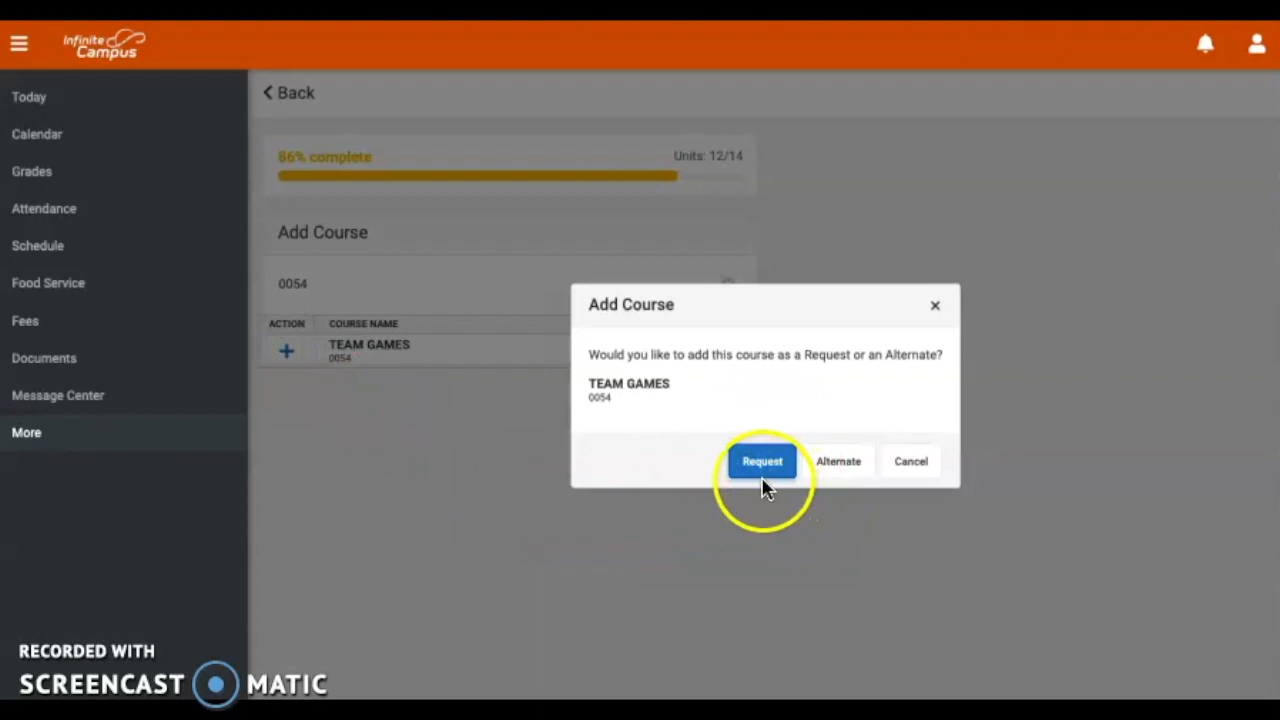 Infinite
Campus
Today
Calendar
Grades
Attendance
Schedule
Food Service
Fees
Documents
Message Center
More
Back
86% complete
Units: 12/14
Add Course
0054
ACTION
COURSE NAME
TEAM GAMES
0054
Add Course
×
Would you like to add this course as a Request or an Alternate?
TEAM GAMES
0054
Request
Alternate
Cancel
RECORDED WITH
SCREENCAST MATIC